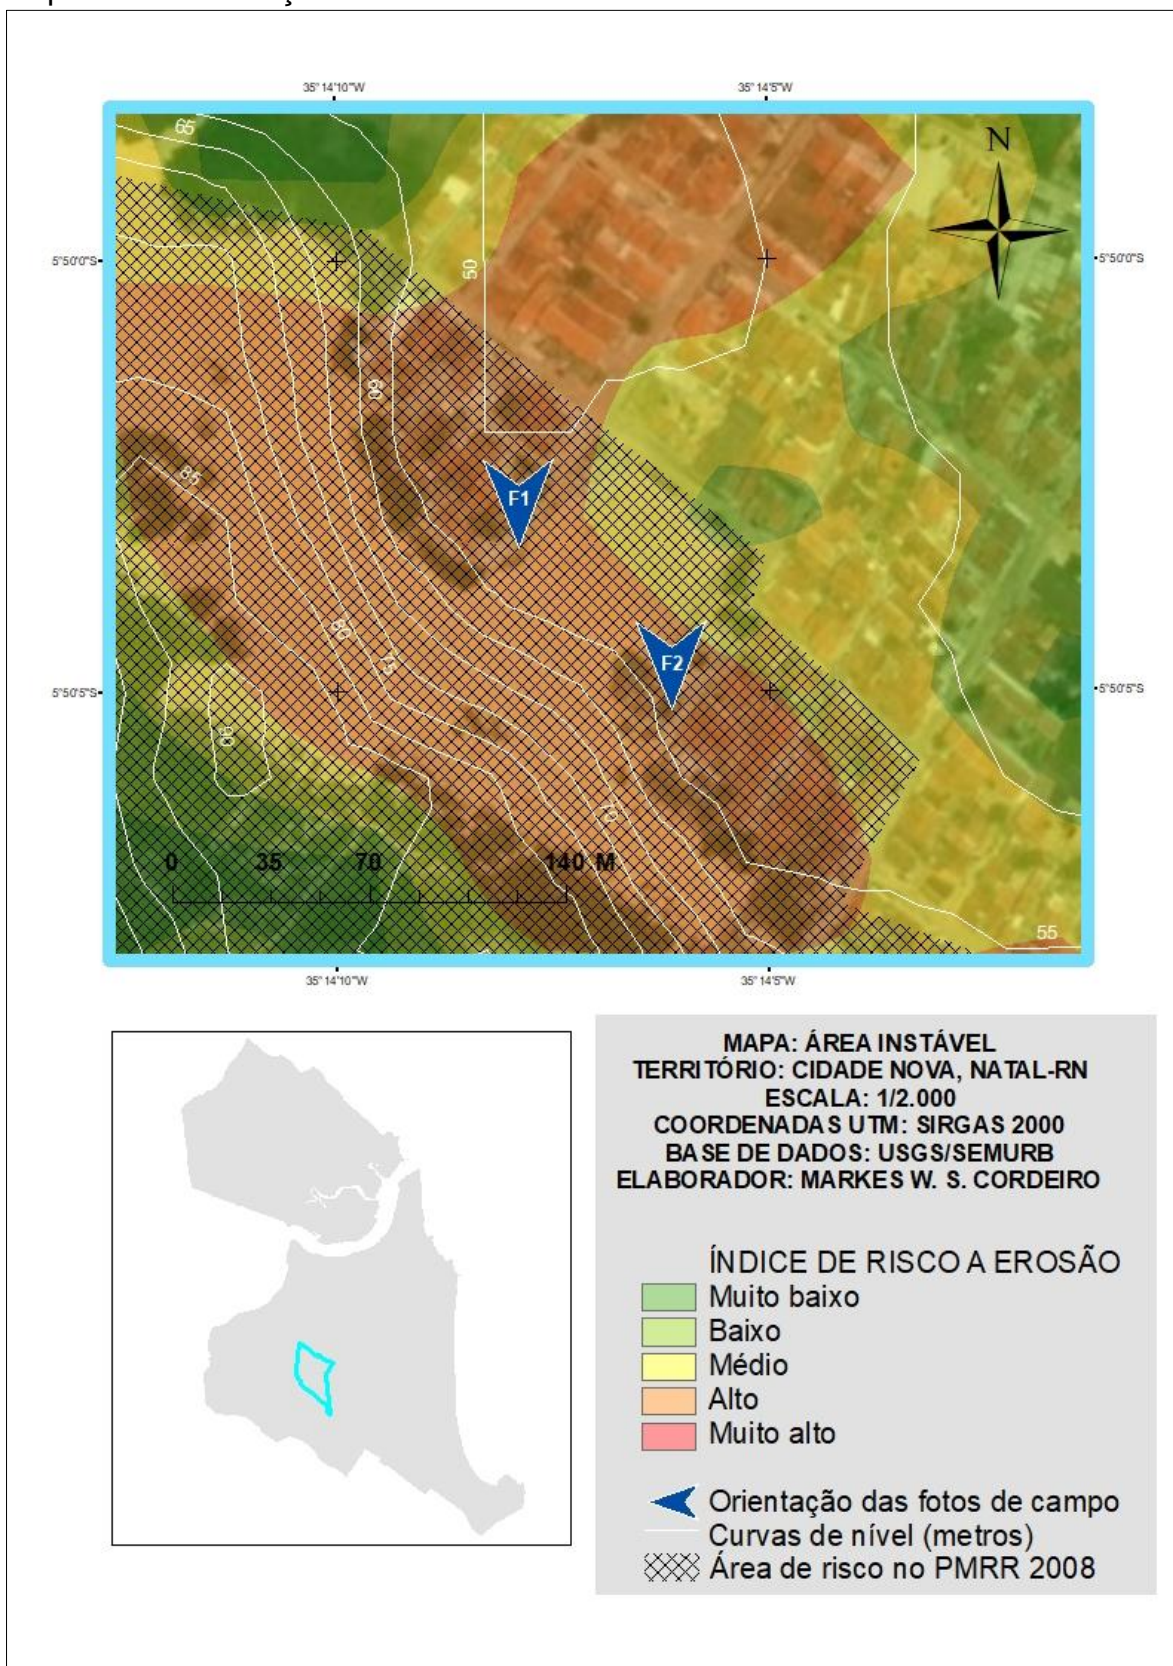 35°14'10"W
35°14'5"W
65
N
5°50'0"S
5°50'0"S
50
60
85
F1
80
75
F2
5°50'5"S
5°50'5"S
90
70
0
35
70
140 M
55
35°14'10"W
35°14'5"W
MAPA: ÁREA INSTÁVEL
TERRITÓRIO: CIDADE NOVA, NATAL-RN
ESCALA: 1/2.000
COORDENADAS UTM: SIRGAS 2000
BASE DE DADOS: USGS/SEMURB
ELABORADOR: MARKES W. S. CORDEIRO
ÍNDICE DE RISCO A EROSÃO
Muito baixo
Baixo
Médio
Alto
Muito alto
Orientação das fotos de campo
Curvas de nível (metros)
Área de risco no PMRR 2008